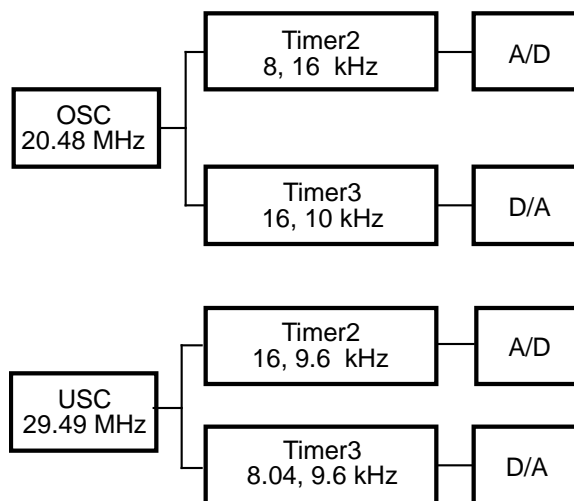 Timer2
8, 16 kHz
A/D
OSC
20.48 MHz
Timer3
16, 10 kHz
D/A
Timer2
16, 9.6 kHz
A/D
USC
29.49 MHz
Timer3
8.04, 9.6 kHz
D/A